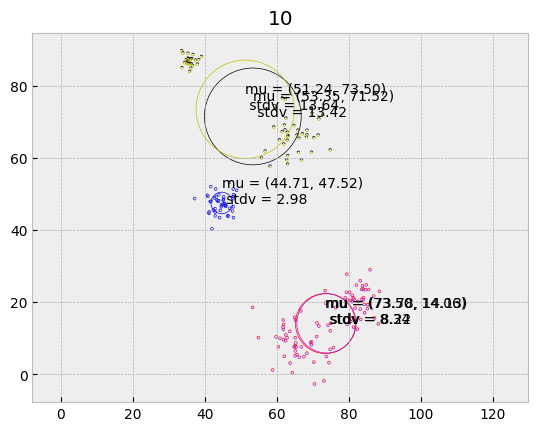 10
mu = (51.24, 73.50)
stdv = 13.64
mu = (53.35, 71.52)
stdv = 13.42
mu = (44.71, 47.52)
stdv = 2.98
stdv = 8.24
0
20
40
60
80
0
20
40
60
80
100
120